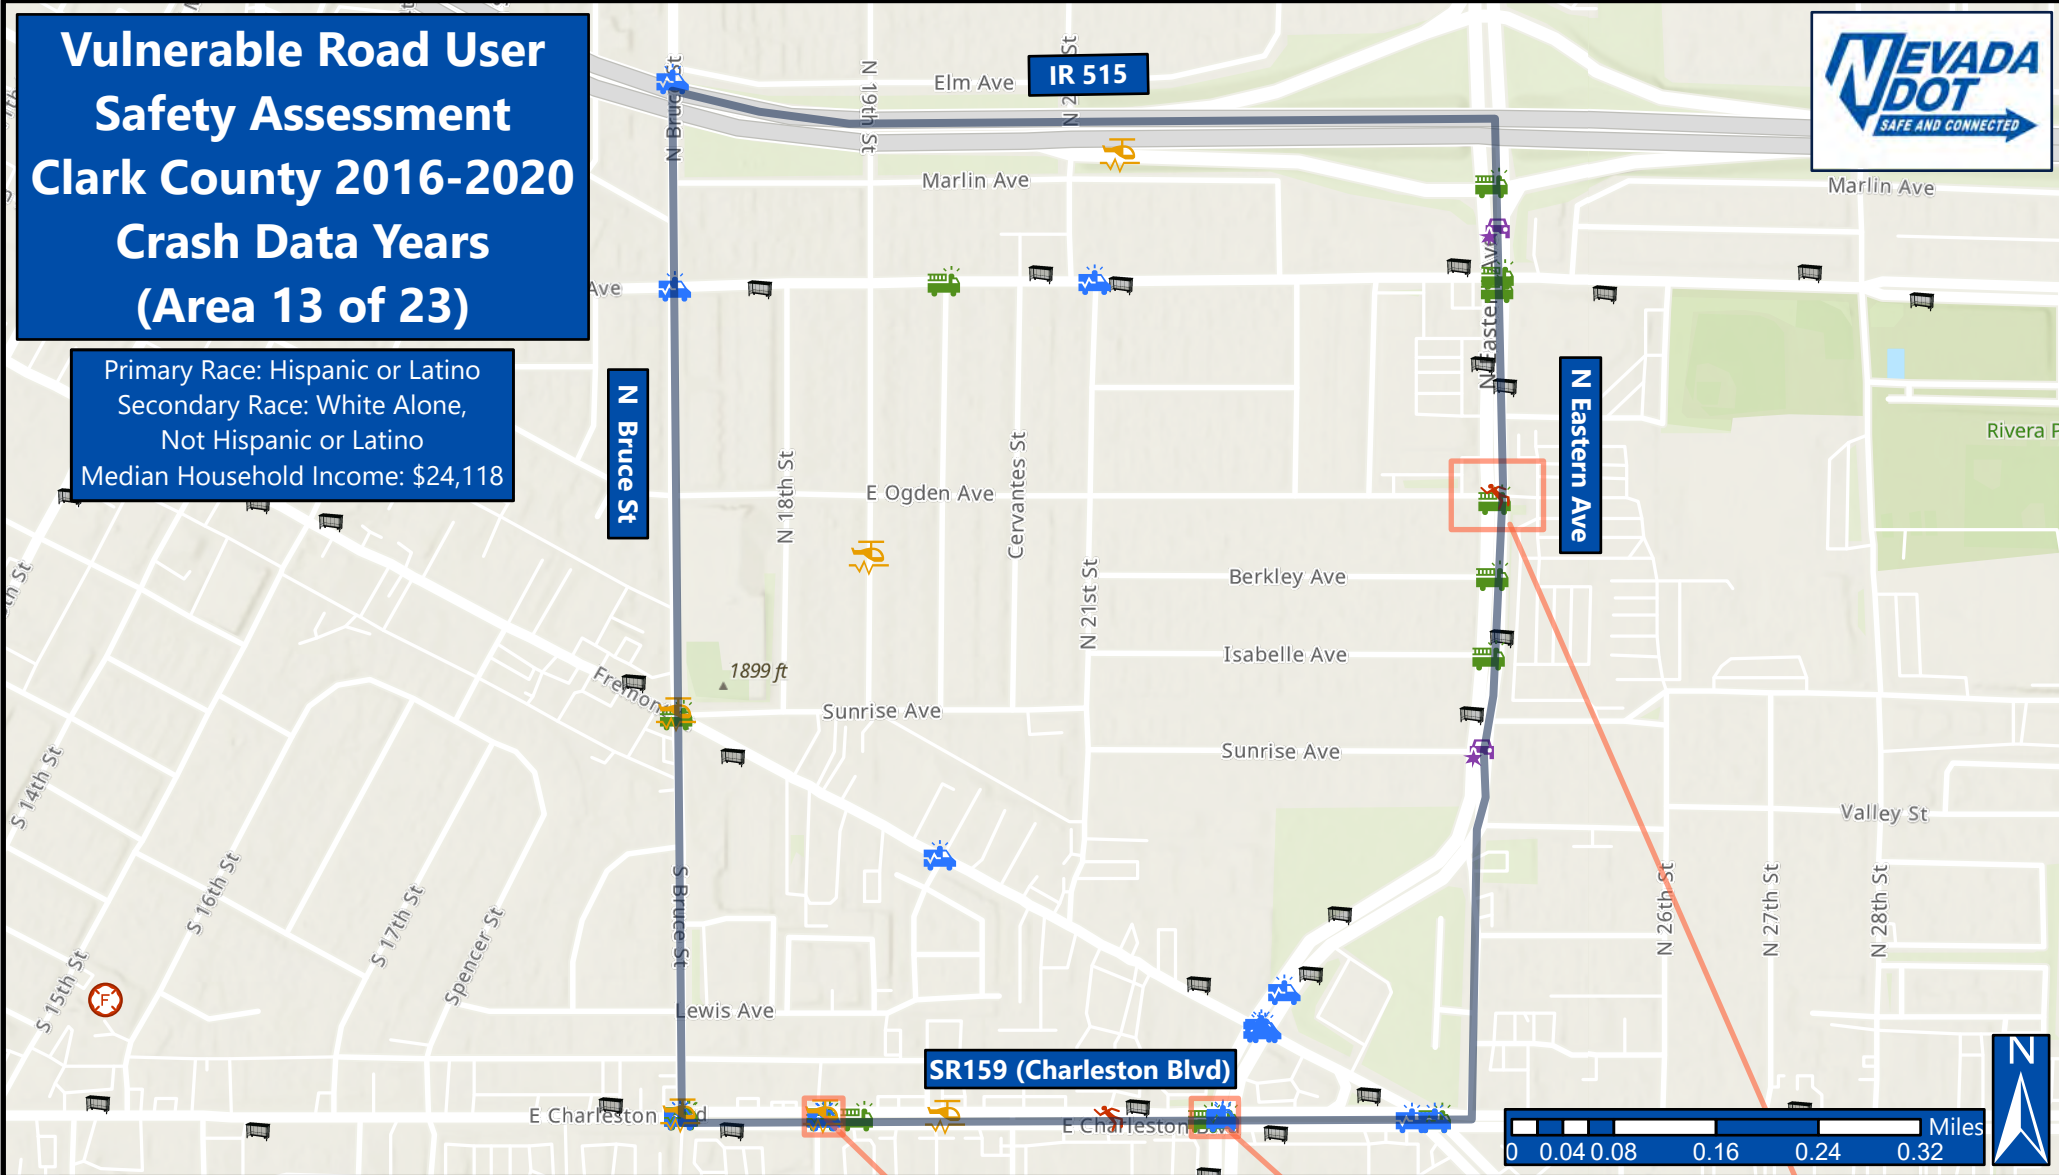 Vulnerable Road User
Safety Assessment
Clark County 2016-2020
Crash Data Years
(Area 13 of 23)
Primary Race: Hispanic or Latino
Secondary Race: White Alone,
Not Hispanic or Latino
Median Household Income: $24,118
NEVADA
DOT
SAFE AND CONNECTED
IR 515
Elm Ave
N 19th St
N Bruce St
Marlin Ave
Marlin Ave
Ave
N Bruce St
N Eastern Ave
N Eastern Ave
Rivera P
E Ogden Ave
N 18th St
Cervantes St
N 21st St
Berkley Ave
Isabelle Ave
1899 ft
Sunrise Ave
Sunrise Ave
Valley St
S 14th St
S 16th St
S 17th St
Spencer St
S 15th St
F
S Bruce St
Lewis Ave
N 26th St
N 27th St
N 28th St
SR159 (Charleston Blvd)
E Charleston
E Charleston Blvd
Miles
0 0.04 0.08 0.16 0.24 0.32
N